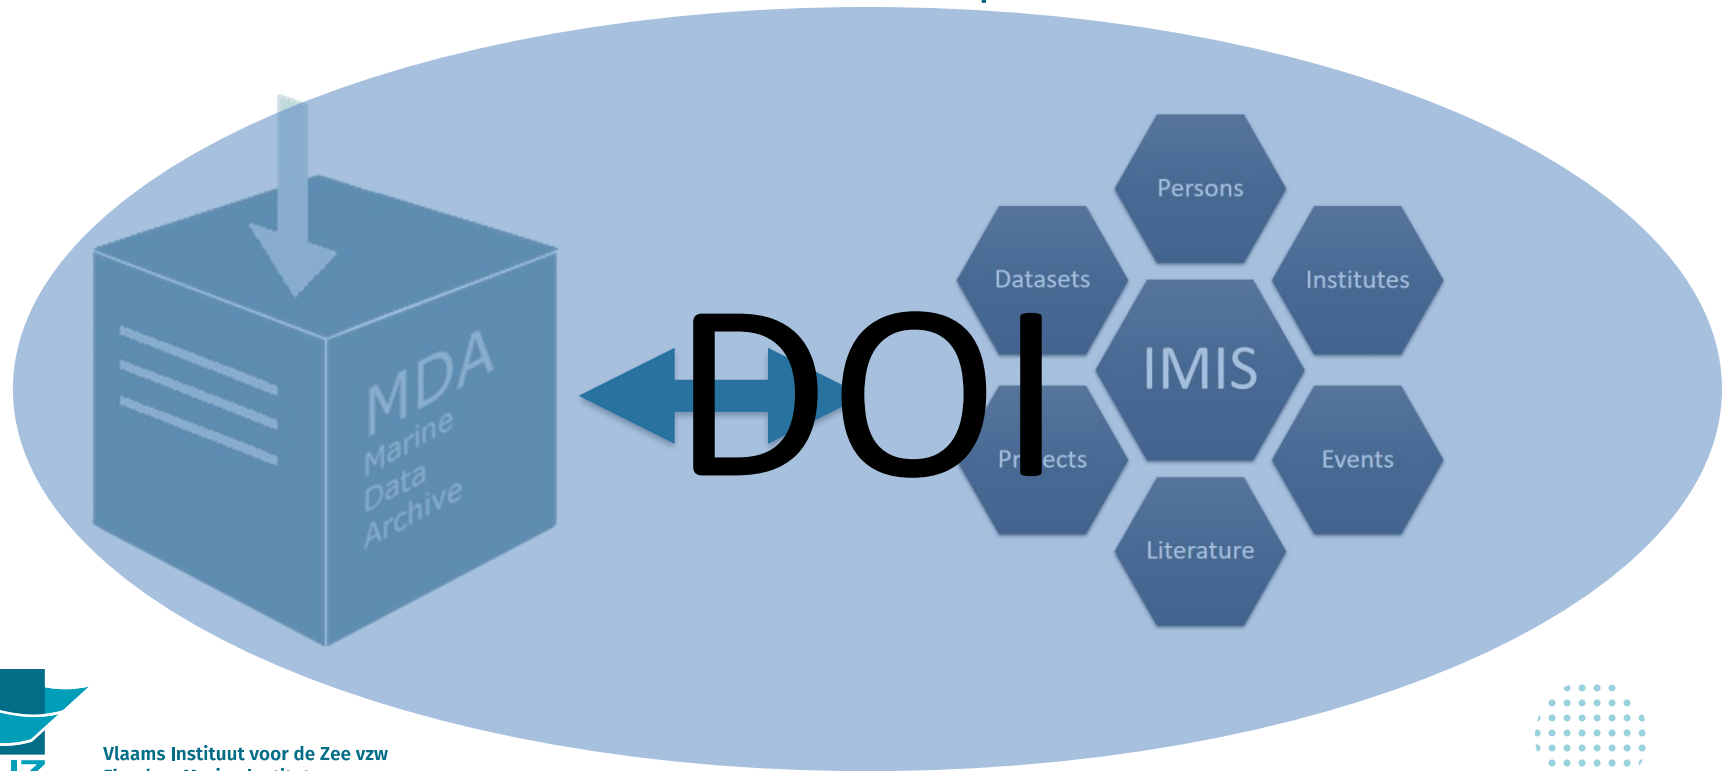 Persons
Datasets
Institutes
DOI
IMIS
MDA
Marine
Data
Archive
Events
Literature
Vlaams Instituut voor de Zee vzw